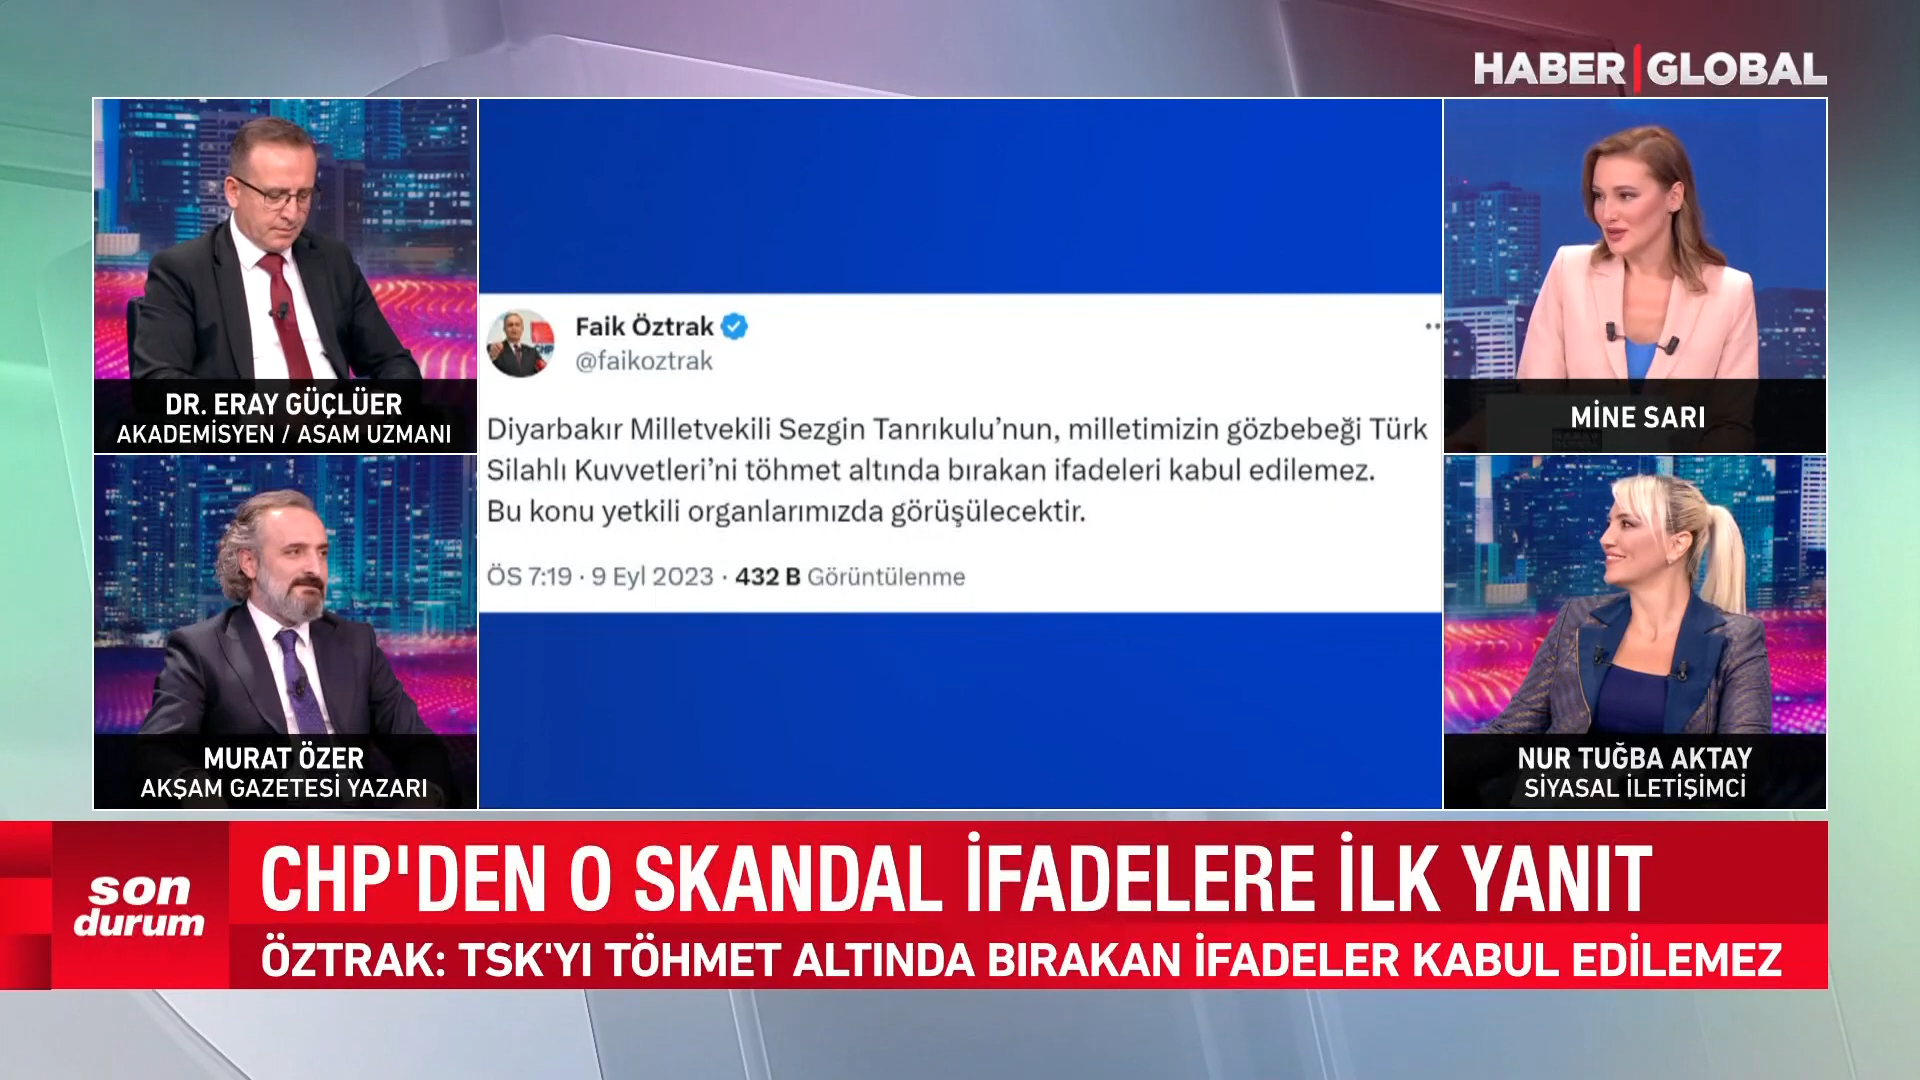 HABER GLOBAL
DR. ERAY GÜÇLÜER
AKADEMİSYEN / ASAM UZMANI
MURAT ÖZER
AKŞAM GAZETESİ YAZARI
Faik Öztrak
@faikoztrak
Diyarbakır Milletvekili Sezgin Tanrıkulu’nun, milletimizin gözbebeği Türk
Silahlı Kuvvetleri’ni töhmet altında bırakan ifadeleri kabul edilemez.
Bu konu yetkili organlarımızda görüşülecektir.
ÖS 7:19 · 9 Eyl 2023 · 432 B Görüntülenme
MİNE SARI
NUR TUĞBA AKTAY
SİYASAL İLETİŞİMCİ
son
durum
CHP'DEN O SKANDAL İFADELERE İLK YANIT
ÖZTRAK: TSK'YI TÖHMET ALTINDA BIRAKAN İFADELER KABUL EDİLEMEZ